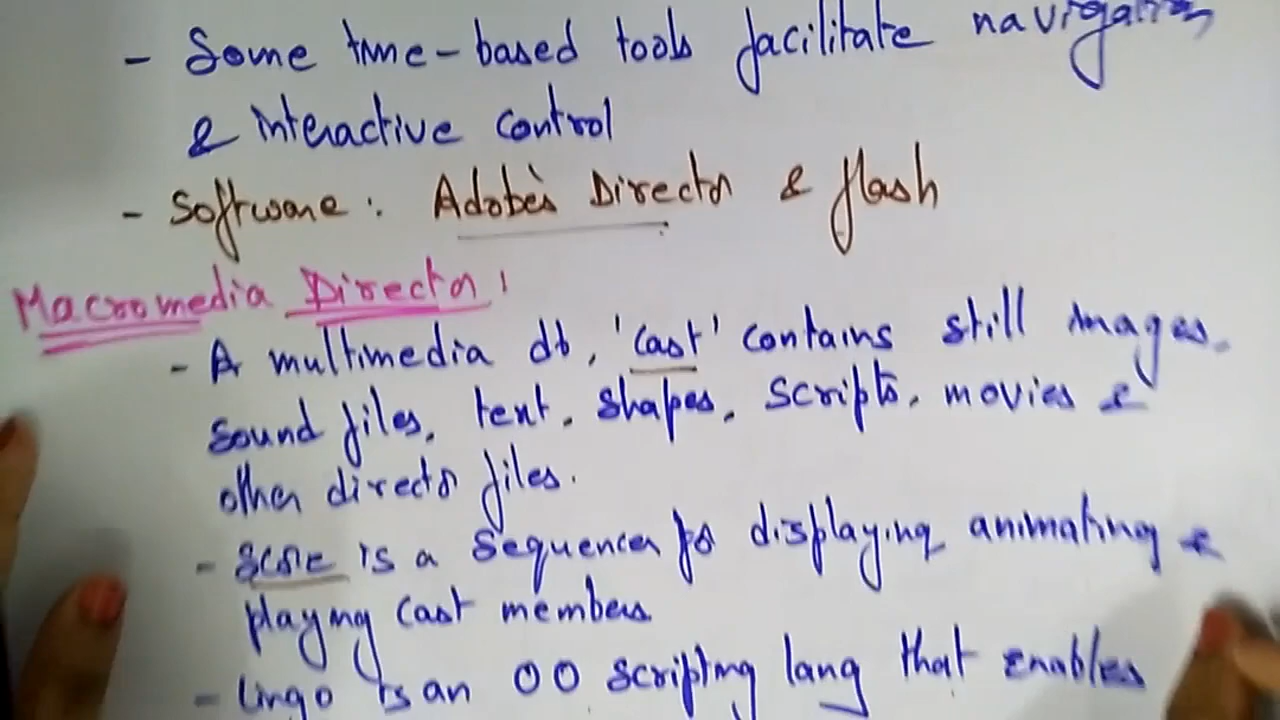 - Some time-based tools facilitate navigation
& interactive control
- Software: Adobe's Director & flash
Macromedia Director:
- A multimedia db, 'cast' contains still images,
sound files, text, shapes, scripts, movies &
other director files.
- Score is a sequencer for displaying animating &
playing cast members
- Lingo is an OO scripting lang that enables